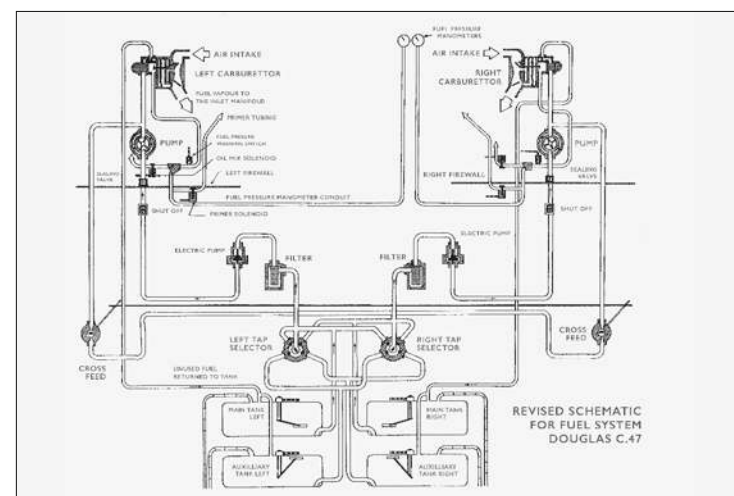 FUEL PRESSURE
MANOMETERS
AIR INTAKE
AIR INTAKE
LEFT CARBURETTOR
RIGHT
CARBURETTOR
FUEL VAPOUR TO
THE INLET MANIFOLD
PRIMER TUBING
PUMP
FUEL PRESSURE
WARNING SWITCH
PUMP
OIL MIX SOLENOID
SEALING
VALVE
LEFT FIREWALL
RIGHT FIREWALL
SEALING
VALVE
FUEL PRESSURE MANOMETER CONDUIT
SHUT OFF
PRIMER SOLENOID
SHUT OFF
ELECTRIC PUMP
FILTER
FILTER
ELECTRIC PUMP
CROSS
FEED
LEFT TAP
SELECTOR
RIGHT TAP
SELECTOR
CROSS
FEED
UNUSED FUEL
RETURNED TO TANK
MAIN TANK
LEFT
MAIN TANK
RIGHT
AUXILLIARY
TANK LEFT
AUXILLIARY
TANK RIGHT
REVISED SCHEMATIC
FOR FUEL SYSTEM
DOUGLAS C.47